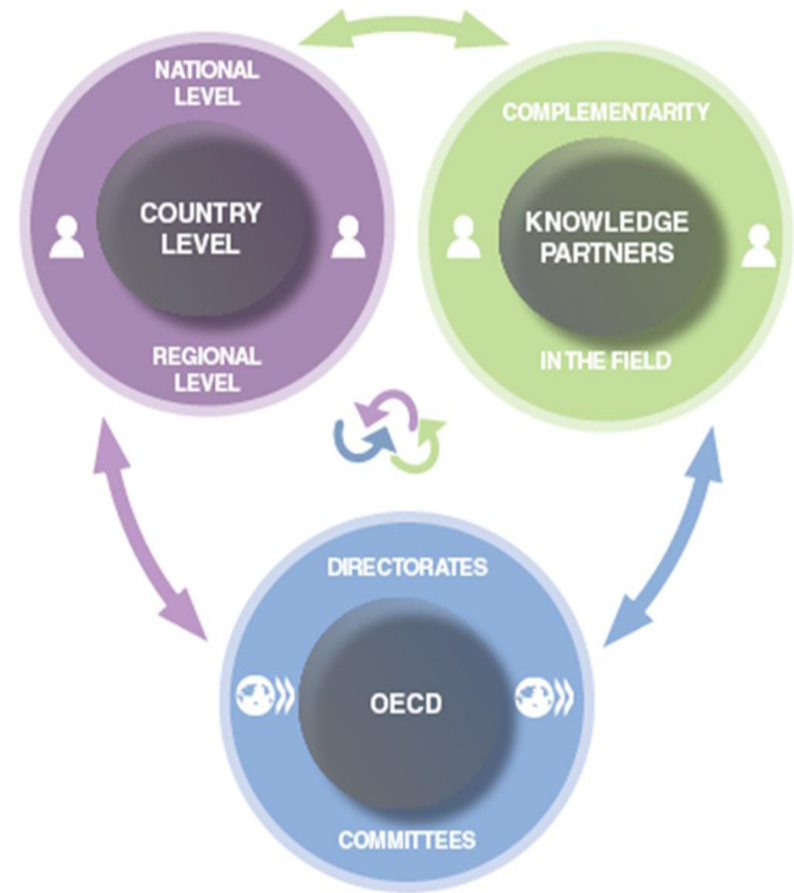 NATIONAL
LEVEL
COUNTRY
LEVEL
REGIONAL
LEVEL
COMPLEMENTARITY
KNOWLEDGE
PARTNERS
IN THE FIELD
DIRECTORATES
OECD
COMMITTEES